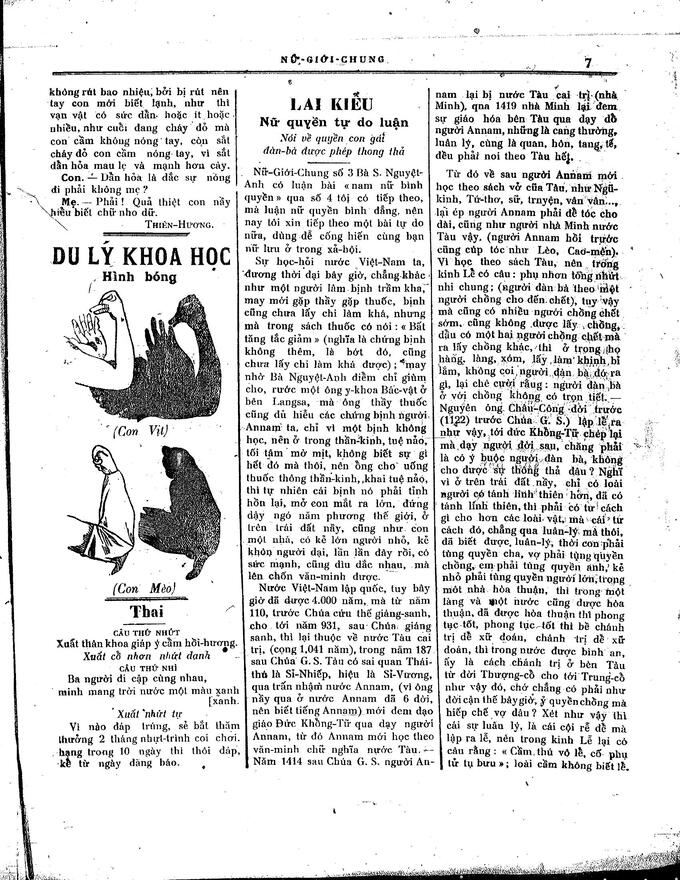 NỮ-GIỚI-CHUNG
7
không rút bao nhiệu, bởi bị rút nên
tay con mới biết lạnh, như thì
vạn vật có sức dẫn hoặc ít hoặc
nhiều, như cuối đang cháy đỏ mà
con cầm không nóng tay, còn sắt
cháy đỏ con cầm nóng tay, vì sắt
dẫn hỏa mau lẹ và mạnh hơn cây.
Con. — Dẫn hỏa là đắc sự nóng
đi phải không mẹ ?
Mẹ. — Phải ! Quả thiệt con nầy
hiểu biết chữ nho dữ.
THIÊN-HƯƠNG.
DU LÝ KHOA HỌC
Hình bóng
(Con Vịt)
(Con Mèo)
Thai
CÂU THỨ NHỨT
Xuất thân khoa giáp ý cầm hồi-hương.
Xuất cổ nhơn nhứt danh
CÂU THỨ NHÌ
Ba người đi cập cùng nhau,
minh mang trời nước một màu xanh
[xanh.
Xuất nhứt tự
Vì nào đáp trúng, sẽ bắt thăm
thưởng 2 tháng nhựt-trình coi chơi.
hạng trong 10 ngày thì thôi đáp,
kể từ ngày đăng báo.
LAI KIỂU
Nữ quyền tự do luận
Nói về quyền con gái
đàn-bà được phép thong thả
Nữ-Giới-Chung số 3 Bà S. Nguyệt-
Anh có luận bài « nam nữ bình
quyền » qua số 4 tôi có tiếp theo,
mà luận nữ quyền bình đẳng, nên
nay tôi xin tiếp theo một bài tự do
nữa, dùng dễ cống hiến cùng bạn
nữ lưu ở trong xã-hội.
Sự học-hỏi nước Việt-Nam ta,
đương thời đại bây giờ, chẳng khác
như một người lâm bịnh trầm kha,
may mới gặp thầy gặp thuốc, bịnh
cũng chưa lấy chi làm khá, nhưng
mà trong sách thuốc có nói : « Bất
tăng tắc giảm » (nghĩa là chứng bịnh
không thêm, là bớt đó, cũng
chưa lấy chi làm khá được) ; “may
nhờ Bà Nguyệt-Anh điềm chỉ giùm
cho, rước một ông y-khoa Bác-vật ở
bên Langsa, mà ông thầy thuốc
cũng đủ hiểu các chứng bịnh người
Annam ta, chỉ vì một bịnh không
học, nên ở trong thần-kinh, tuệ não,
tối tăm mờ mịt, không biết sự gì
hết đó mà thôi, nên ông cho uống
thuốc thông thần-kinh, khai tuệ não,
thì tự nhiên cái bịnh nó phải tỉnh
hồn lại, mở con mắt ra lớn, đứng
dậy ngó năm phương thế giới, ở
trên trái đất nầy, cũng như con
một nhà, có kẻ lớn người nhỏ, kẻ
khôn người dại, lần lần dây rồi, có
sức mạnh, cũng dìu dắc nhau, mà
lên chốn văn-minh được.
Nước Việt-Nam lập quốc, tuy bây
giờ đã được 4.000 năm, mà từ năm
110, trước Chúa cứu thế giáng-sanh,
cho tới năm 931, sau Chúa giáng
sanh, thì lại thuộc về nước Tàu cai
trị, (cọng 1,041 năm), trong năm 187
sau Chúa G. S. Tàu có sai quan Thái-
thú là Sĩ-Nhiếp, hiệu là Sĩ-Vương,
qua trấn nhậm nước Annam, (vì ông
nầy qua ở nước Annam đã 6 đời,
nên biết tiếng Annam) mới đem đạo
giáo Đức Khổng-Tử qua dạy người
Annam, từ đó Annam mới học theo
văn-minh chữ nghĩa nước Tàu. —
Năm 1414 sau Chúa G. S. người An-
nam lại bị nước Tàu cai trị (nhà
Minh), qna 1419 nhà Minh lại đem
sự giáo hóa bên Tàu qua dạy dỗ
người Annam, những là cang thường,
luân lý, cùng là quan, hôn, tang, tế,
đều phải noi theo Tàu hết.
Từ đó về sau người Annam mới
học theo sách vở của Tàu, như Ngũ-
kinh, Tứ-thơ, sử, truyện, vân vân...,
lại ép người Annam phải để tóc cho
dài, cũng như người nhà Minh nước
Tàu vậy, (người Annam hồi trước
cũng cúp tóc như Lèo, Cao-mên).
Vì học theo sách Tàu, nên trong
kinh Lễ có câu : phụ nhơn tổng nhứt
nhi chung ; (người đàn bà theo một
người chồng cho đến chết), tuy vậy
mà cũng có nhiều người chồng chết
sớm, cũng không được lấy chồng,
dầu có một hai người chồng chết mà
ra lấy chồng khác, thì ở trong họ
hàng, làng, xóm, lấy làm khinh bỉ
lắm, không coi người đàn bà đó ra
gì, lại chê cười rằng : người đàn bà
ở với chồng không có trọn tiết. —
Nguyên ông Châu-Công đời trước
(1122) trước Chúa G. S.) lập lễ ra
như vậy, tới đức Khổng-Tử chép lại
mà dạy người đời sau, chẳng phải
là có ý buộc người đàn bà, không
cho được sự thong thả đâu ? Nghĩ
vì ở trên trái đất nầy, chỉ có loài
người có tánh linh thiên hơn, đã có
tánh linh thiên, thì phải có tư cách
gì cho hơn các loài vật, mà cái tư
cách đó, chẳng qua luân-lý mà thôi,
đã biết được luân-lý, thời con phải
tùng quyền cha, vợ phải tùng quyền
chồng, em phải tùng quyền anh, kẻ
nhỏ phải tùng quyền người lớn, trong
một nhà hòa thuận, thì trong một
làng và một nước cũng được hòa
thuận, đã được hòa thuận thì phong
tục-tốt, phong tục-tốt thì bề chánh
trị dễ xử đoán, chánh trị dễ xử
đoán, thì trong nước được bình an,
ấy là cách chánh trị ở bên Tàu
từ đời Thượng-cổ cho tới Trung-cổ
như vậy đó, chớ chẳng có phải như
đời cận thế bây giờ, ỷ quyền chồng mà
hiếp chế vợ đâu ? Xét như vậy thì
cái sự luân lý, là cái cội rễ để mà
lập ra lễ, nên trong kinh Lễ lại có
câu rằng : « Cầm thú vô lễ, cố phụ
tử tụ bưu » ; loài cầm không biết lễ,